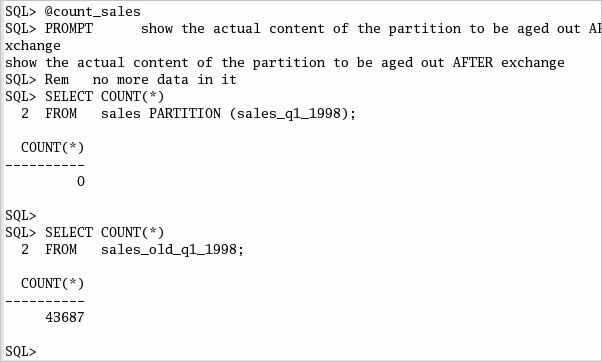 SQL> @count_sales
SQL> PROMPT      show the actual content of the partition to be aged out
xchange
show the actual content of the partition to be aged out AFTER exchange
SQL> Rem   no more data in it
SQL> SELECT COUNT(*)
  2  FROM   sales PARTITION (sales_q1_1998);
  COUNT(*)
----------
         0
SQL>
SQL> SELECT COUNT(*)
  2  FROM   sales_old_q1_1998;
  COUNT(*)
----------
     43687
SQL>